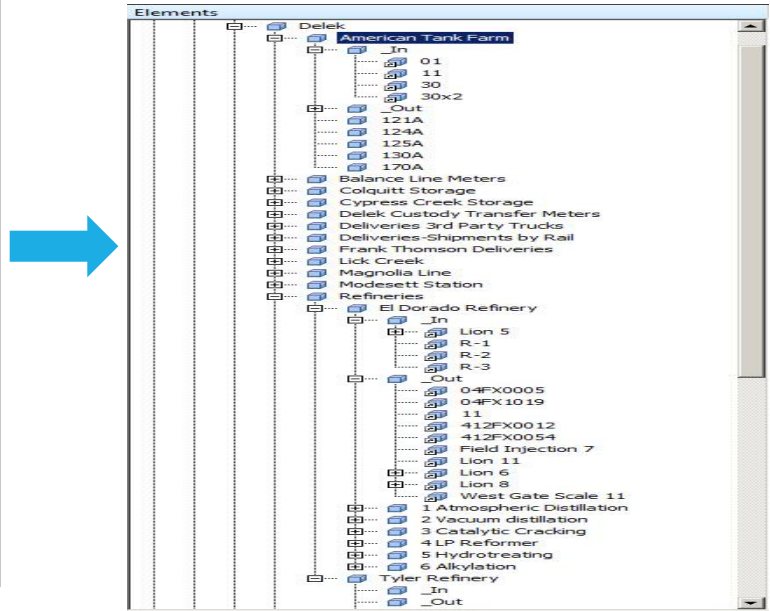 Elements
Delek
American Tank Farm
_In
01
11
30
30x2
_Out
121A
124A
125A
130A
170A
Balance Line Meters
Colquitt Storage
Cypress Creek Storage
Delek Custody Transfer Meters
Deliveries 3rd Party Trucks
Deliveries-Shipments by Rail
Frank Thomson Deliveries
Lick Creek
Magnolia Line
Modesett Station
Refineries
El Dorado Refinery
_In
Lion 5
R-1
R-2
R-3
_Out
04FX0005
04FX1019
11
412FX0012
412FX0054
Field Injection 7
Lion 11
Lion 6
Lion 8
West Gate Scale 11
1 Atmospheric Distillation
2 Vacuum distillation
3 Catalytic Cracking
4 LP Reformer
5 Hydrotreating
6 Alkylation
Tyler Refinery
_In
_Out